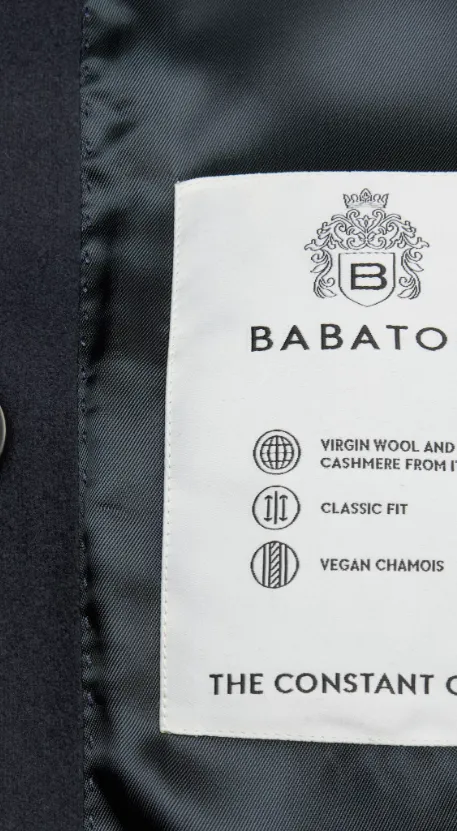 B
BABATO
VIRGIN WOOL AND
CASHMERE FROM I
CLASSIC FIT
VEGAN CHAMOIS
THE CONSTANT